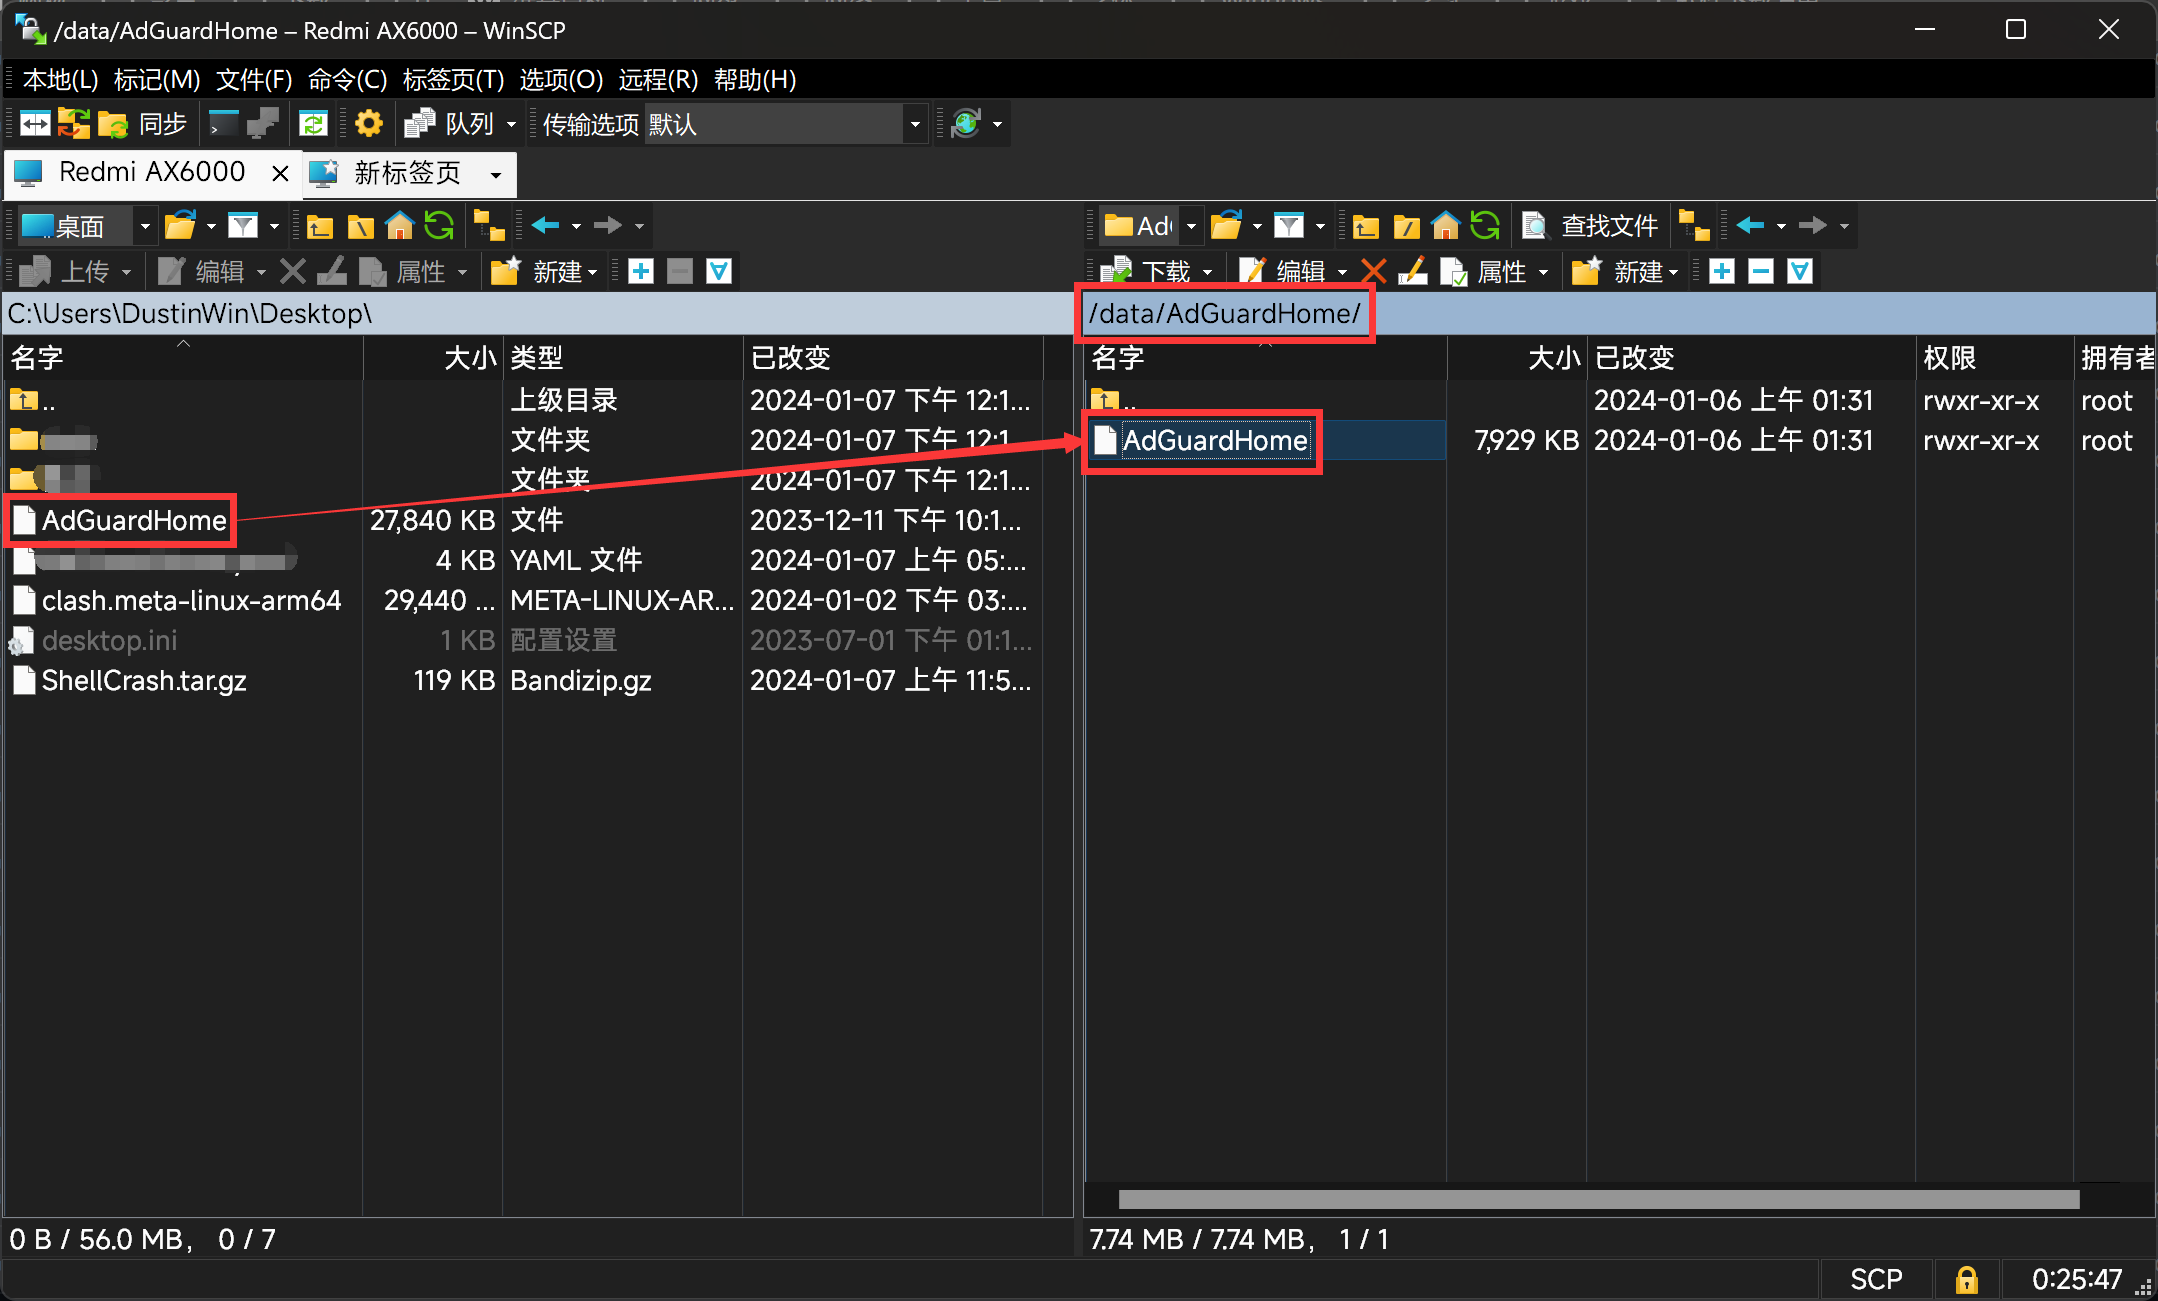 /data/AdGuardHome – Redmi AX6000 – WinSCP
本地(L) 标记(M) 文件(F) 命令(C) 标签页(T) 选项(O) 远程(R) 帮助(H)
同步 队列 传输选项 默认
Redmi AX6000 新标签页
桌面
Ad
查找文件
上传 编辑 属性 新建
下载 编辑 属性 新建
C:\Users\DustinWin\Desktop\
/data/AdGuardHome/
名字 大小 类型 已改变
.. 上级目录 2024-01-07 下午 12:1...
文件夹 2024-01-07 下午 12:1...
文件夹 2024-01-07 下午 12:1...
AdGuardHome 27,840 KB 文件 2023-12-11 下午 10:1...
4 KB YAML 文件 2024-01-07 上午 05:...
clash.meta-linux-arm64 29,440 ... META-LINUX-AR... 2024-01-02 下午 03:...
desktop.ini 1 KB 配置设置 2023-07-01 下午 01:1...
ShellCrash.tar.gz 119 KB Bandizip.gz 2024-01-07 上午 11:5...
名字 大小 已改变 权限 拥有者
.. 2024-01-06 上午 01:31 rwxr-xr-x root
AdGuardHome 7,929 KB 2024-01-06 上午 01:31 rwxr-xr-x root
0 B / 56.0 MB, 0 / 7
7.74 MB / 7.74 MB, 1 / 1
SCP 0:25:47